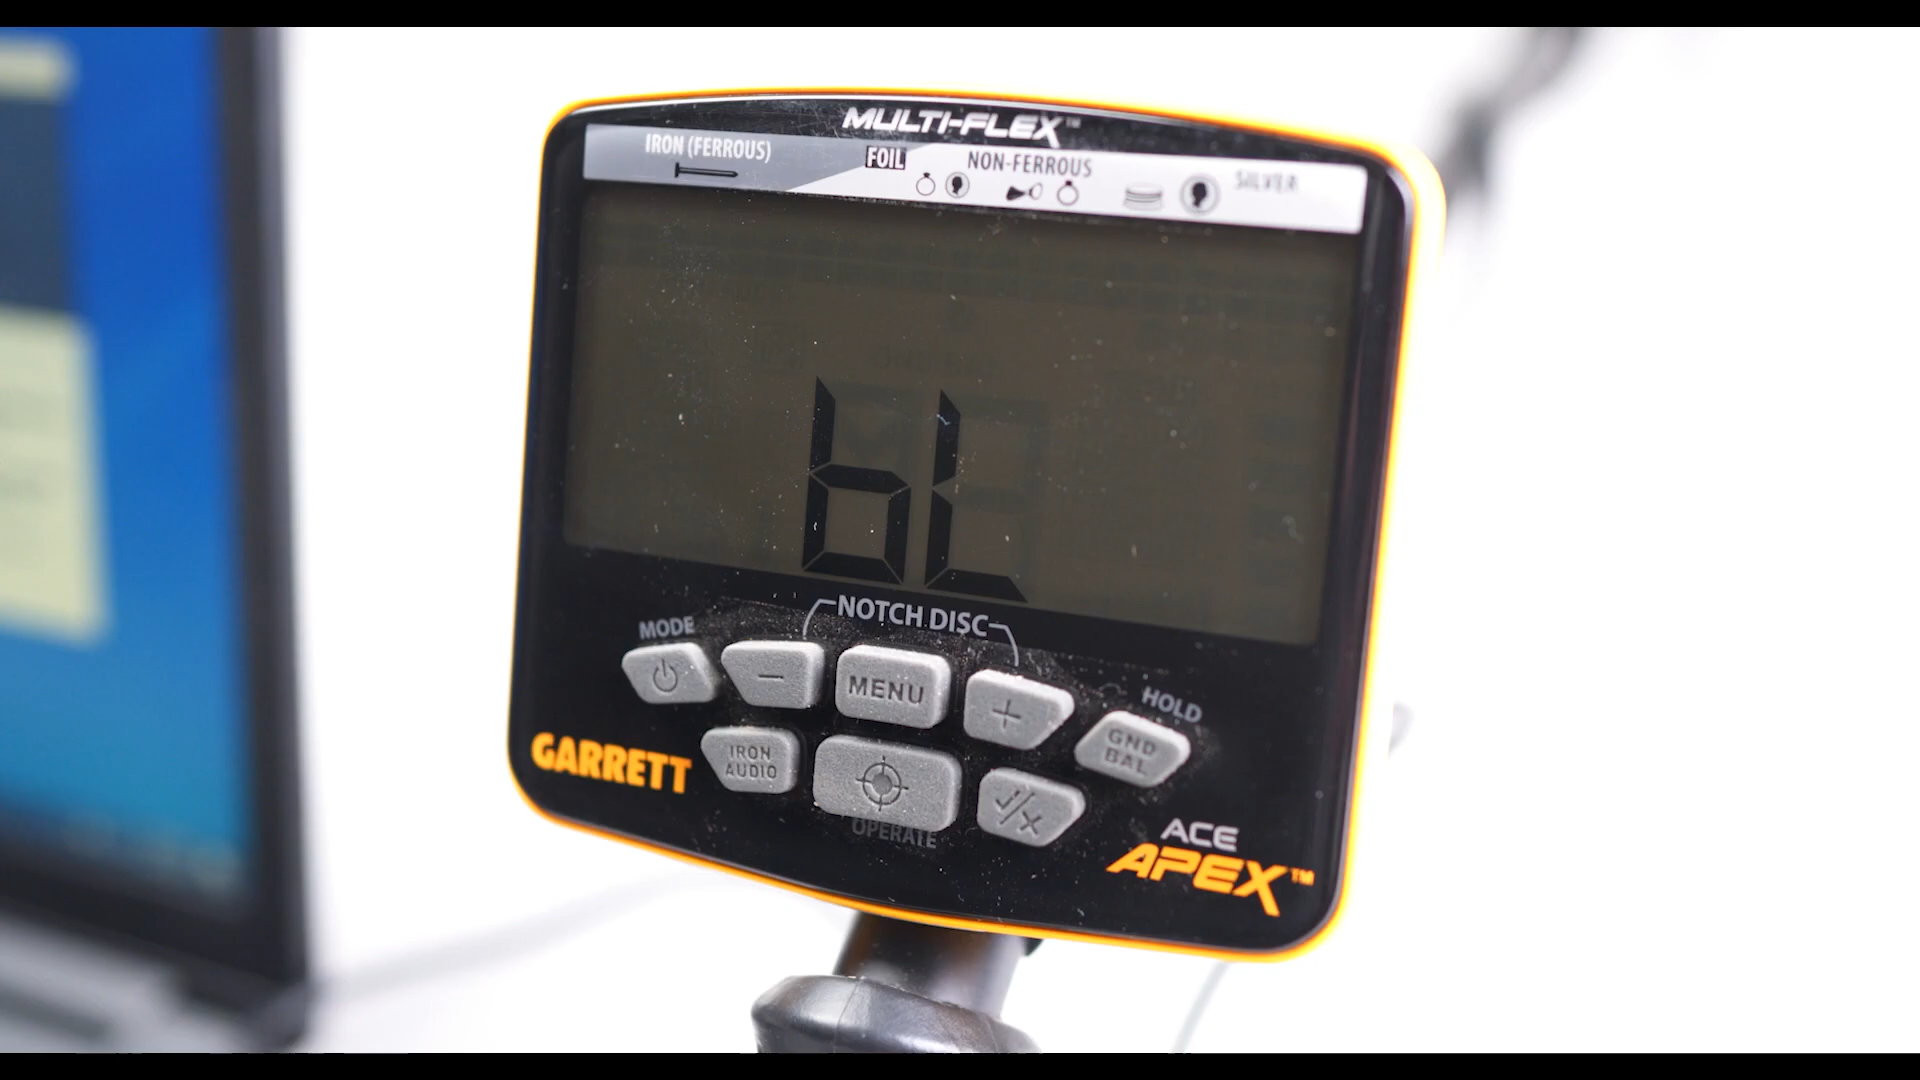 MULTI-FLEX™
IRON (FERROUS)
FOIL
NON-FERROUS
SILVER
bL
NOTCH DISC
MODE
−
MENU
+
HOLD
GND
BAL
IRON
AUDIO
✓/X
OPERATE
GARRETT
ACE
APEX™